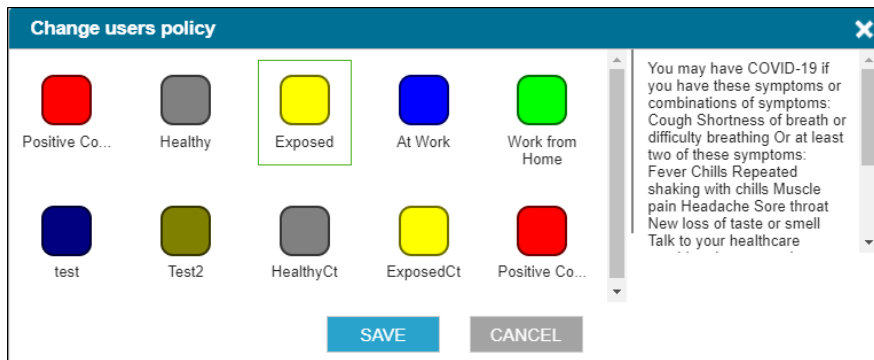 Change users policy
Positive Co...
Healthy
Exposed
At Work
Work from
Home
test
Test2
HealthyCt
ExposedCt
Positive Co...
You may have COVID-19 if
you have these symptoms or
combinations of symptoms:
Cough Shortness of breath or
difficulty breathing Or at least
two of these symptoms:
Fever Chills Repeated
shaking with chills Muscle
pain Headache Sore throat
New loss of taste or smell
Talk to your healthcare
SAVE
CANCEL